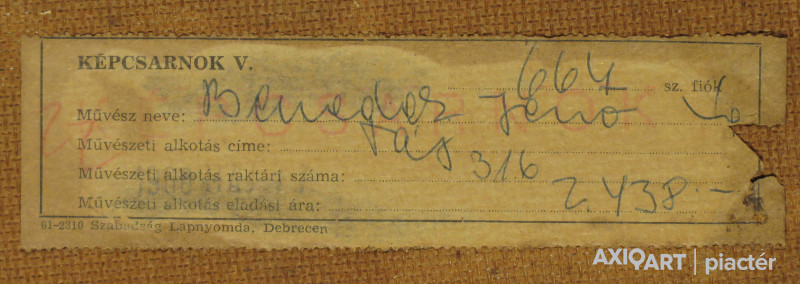 KÉPCSARNOK V.
664 sz. fiók
Művész neve: Benedek Jenő
Művészeti alkotás címe: Táj
Művészeti alkotás raktári száma: 316
Művészeti alkotás eladási ára: 2.438.-
61-2310 Szabadság Lapnyomda, Debrecen
AXIOART | piactér